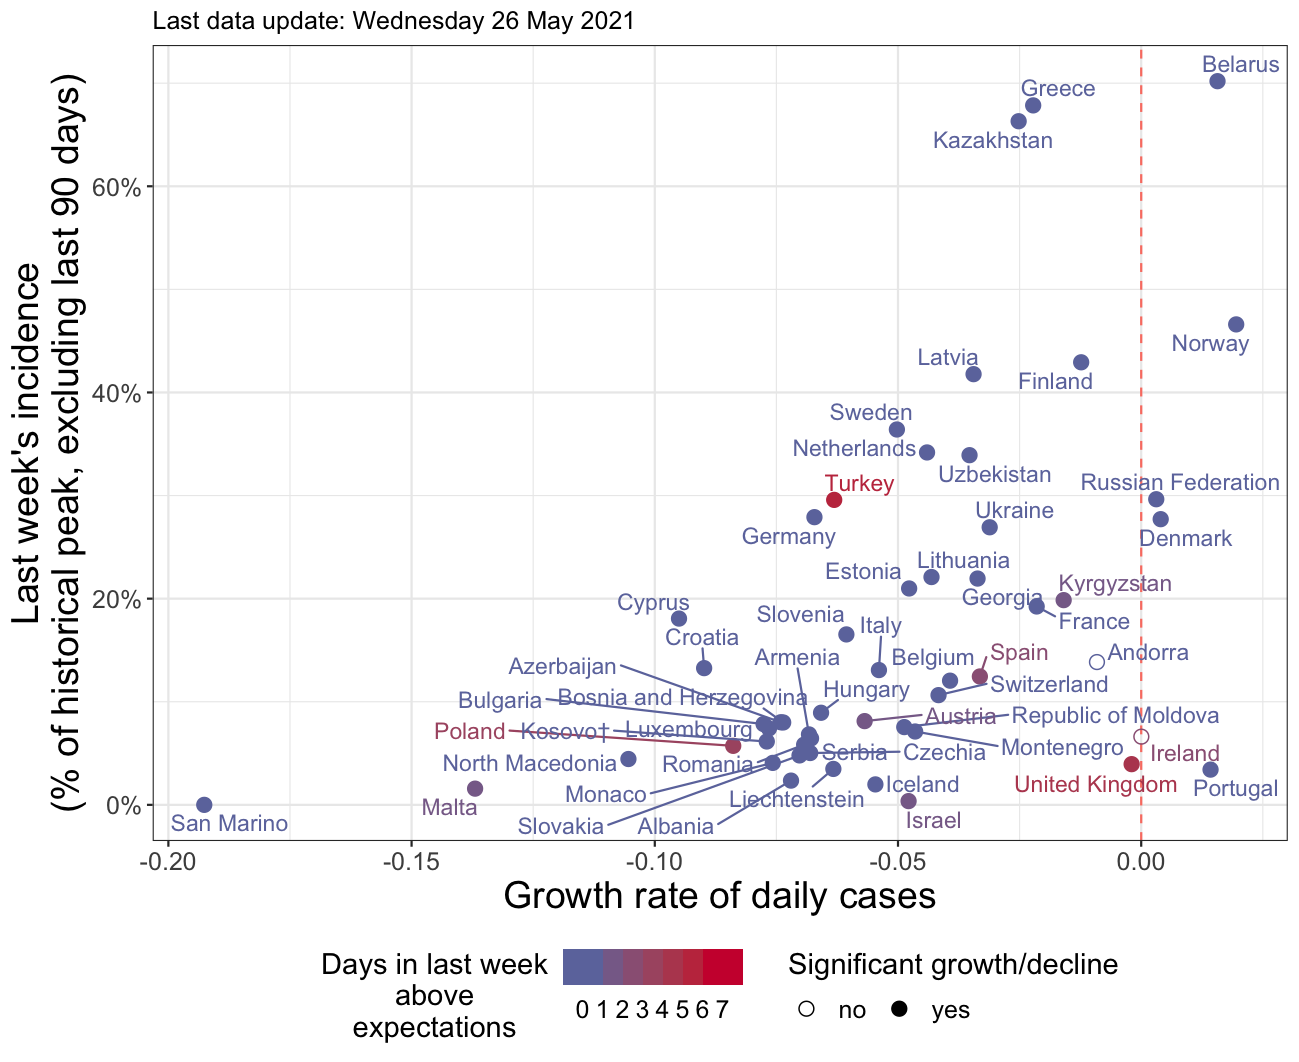 Last data update: Wednesday 26 May 2021
Last week's incidence
(% of historical peak, excluding last 90 days)
60%
40%
20%
0%
Belarus
Greece
Kazakhstan
Norway
Latvia
Finland
Sweden
Netherlands
Uzbekistan
Turkey
Russian Federation
Ukraine
Germany
Denmark
Lithuania
Estonia
Kyrgyzstan
Georgia
Cyprus
Slovenia
France
Italy
Croatia
Armenia
Belgium
Spain
Andorra
Azerbaijan
Switzerland
Hungary
Bulgaria
Bosnia and Herzegovina
Austria
Republic of Moldova
Poland
Kosovo†
Luxembourg
Montenegro
Serbia
Czechia
Ireland
North Macedonia
Romania
United Kingdom
Iceland
Portugal
Monaco
Liechtenstein
Malta
San Marino
Slovakia
Albania
Israel
-0.20
-0.15
-0.10
-0.05
0.00
Growth rate of daily cases
Days in last week
above
expectations
0 1 2 3 4 5 6 7
Significant growth/decline
no
yes